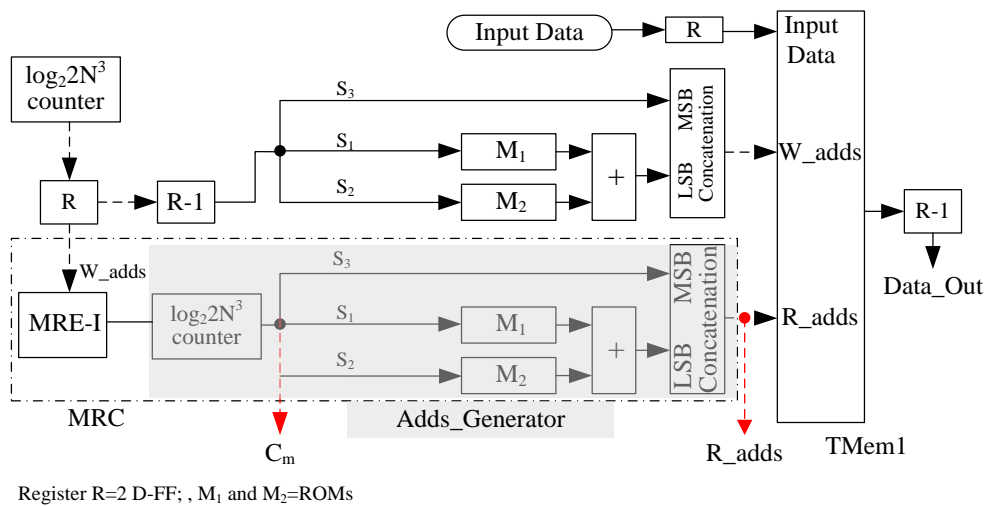 Input Data
R
Input
Data
log₂2N³
counter
S₃
MSB
LSB
Concatenation
S₁
M₁
+
W_adds
S₂
M₂
R
R-1
R-1
W_adds
Data_Out
S₃
MSB
LSB
Concatenation
MRE-I
log₂2N³
counter
S₁
M₁
+
R_adds
S₂
M₂
MRC
Adds_Generator
Cₘ
R_adds
TMem1
Register R=2 D-FF; , M₁ and M₂=ROMs